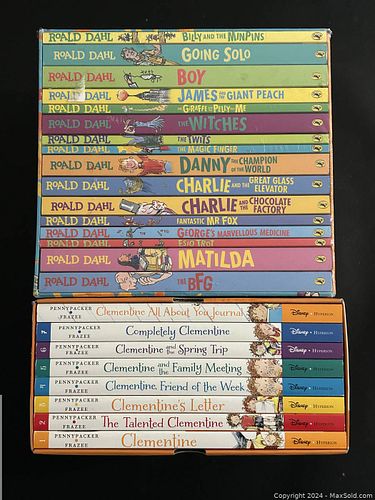 ROALD DAHL BILLY AND THE MINPINS
ROALD DAHL GOING SOLO
ROALD DAHL BOY
ROALD DAHL JAMES AND THE GIANT PEACH
ROALD DAHL THE GIRAFFE AND THE PELLY AND ME
ROALD DAHL THE WITCHES
ROALD DAHL THE TWITS
ROALD DAHL THE MAGIC FINGER
ROALD DAHL DANNY THE CHAMPION OF THE WORLD
ROALD DAHL CHARLIE AND THE GREAT GLASS ELEVATOR
ROALD DAHL CHARLIE AND THE CHOCOLATE FACTORY
ROALD DAHL FANTASTIC MR FOX
ROALD DAHL GEORGE'S MARVELLOUS MEDICINE
ROALD DAHL ESIO TROT
ROALD DAHL MATILDA
ROALD DAHL THE BFG
PENNYPACKER FRAZEE Clementine All About You Journal Disney • HYPERION
7 PENNYPACKER FRAZEE Completely Clementine Disney • HYPERION
6 PENNYPACKER FRAZEE Clementine and the Spring Trip Disney • HYPERION
5 PENNYPACKER FRAZEE Clementine and the Family Meeting Disney • HYPERION
4 PENNYPACKER FRAZEE Clementine, Friend of the Week Disney • HYPERION
3 PENNYPACKER FRAZEE Clementine's Letter Disney • HYPERION
2 PENNYPACKER FRAZEE The Talented Clementine Disney • HYPERION
1 PENNYPACKER FRAZEE Clementine Disney • HYPERION
Copyright 2024 - MaxSold.com